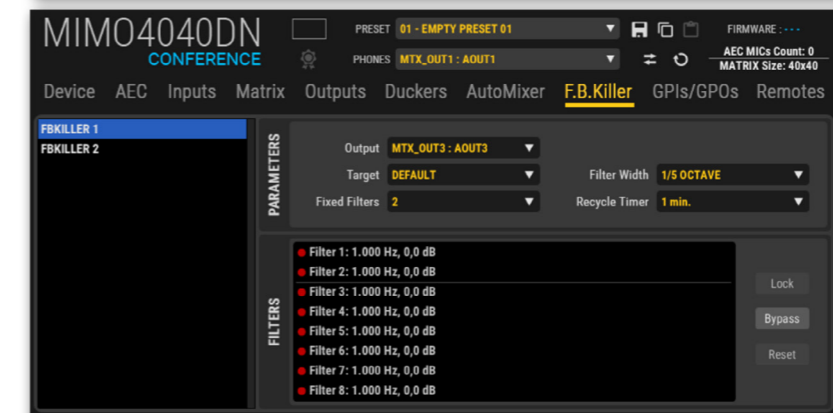 MIMO4040DN
CONFERENCE
PRESET 01 - EMPTY PRESET 01
PHONES MTX_OUT1 : AOUT1
FIRMWARE : ---
AEC MICs Count: 0
MATRIX Size: 40x40
Device AEC Inputs Matrix Outputs Duckers AutoMixer F.B.Killer GPIs/GPOs Remotes
FBKILLER 1
FBKILLER 2
PARAMETERS
Output MTX_OUT3 : AOUT3
Target DEFAULT Filter Width 1/5 OCTAVE
Fixed Filters 2 Recycle Timer 1 min.
FILTERS
Filter 1: 1.000 Hz, 0,0 dB
Filter 2: 1.000 Hz, 0,0 dB
Filter 3: 1.000 Hz, 0,0 dB
Filter 4: 1.000 Hz, 0,0 dB
Filter 5: 1.000 Hz, 0,0 dB
Filter 6: 1.000 Hz, 0,0 dB
Filter 7: 1.000 Hz, 0,0 dB
Filter 8: 1.000 Hz, 0,0 dB
Lock
Bypass
Reset